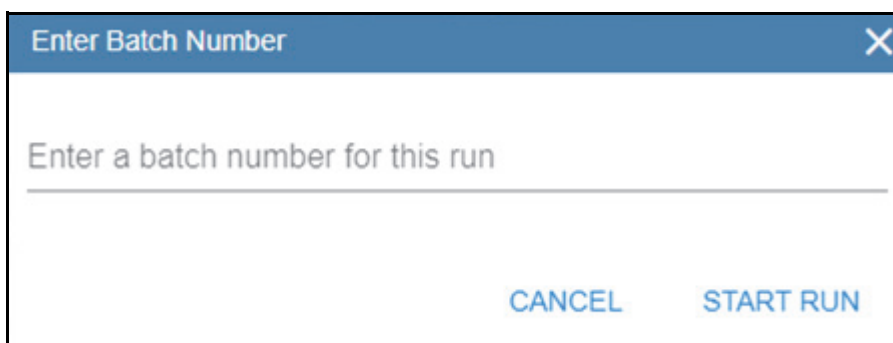 Enter Batch Number
Enter a batch number for this run
CANCEL START RUN